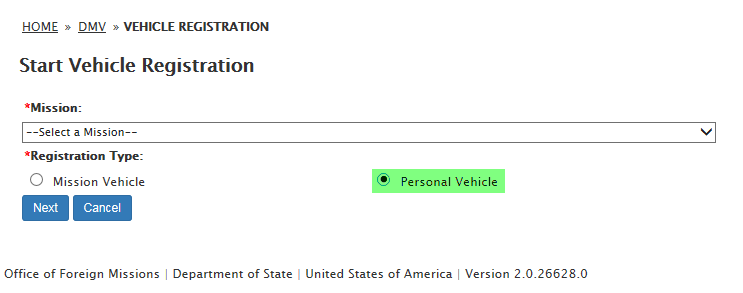 HOME » DMV » VEHICLE REGISTRATION
Start Vehicle Registration
*Mission:
--Select a Mission--
*Registration Type:
Mission Vehicle Personal Vehicle
Next Cancel
Office of Foreign Missions | Department of State | United States of America | Version 2.0.26628.0